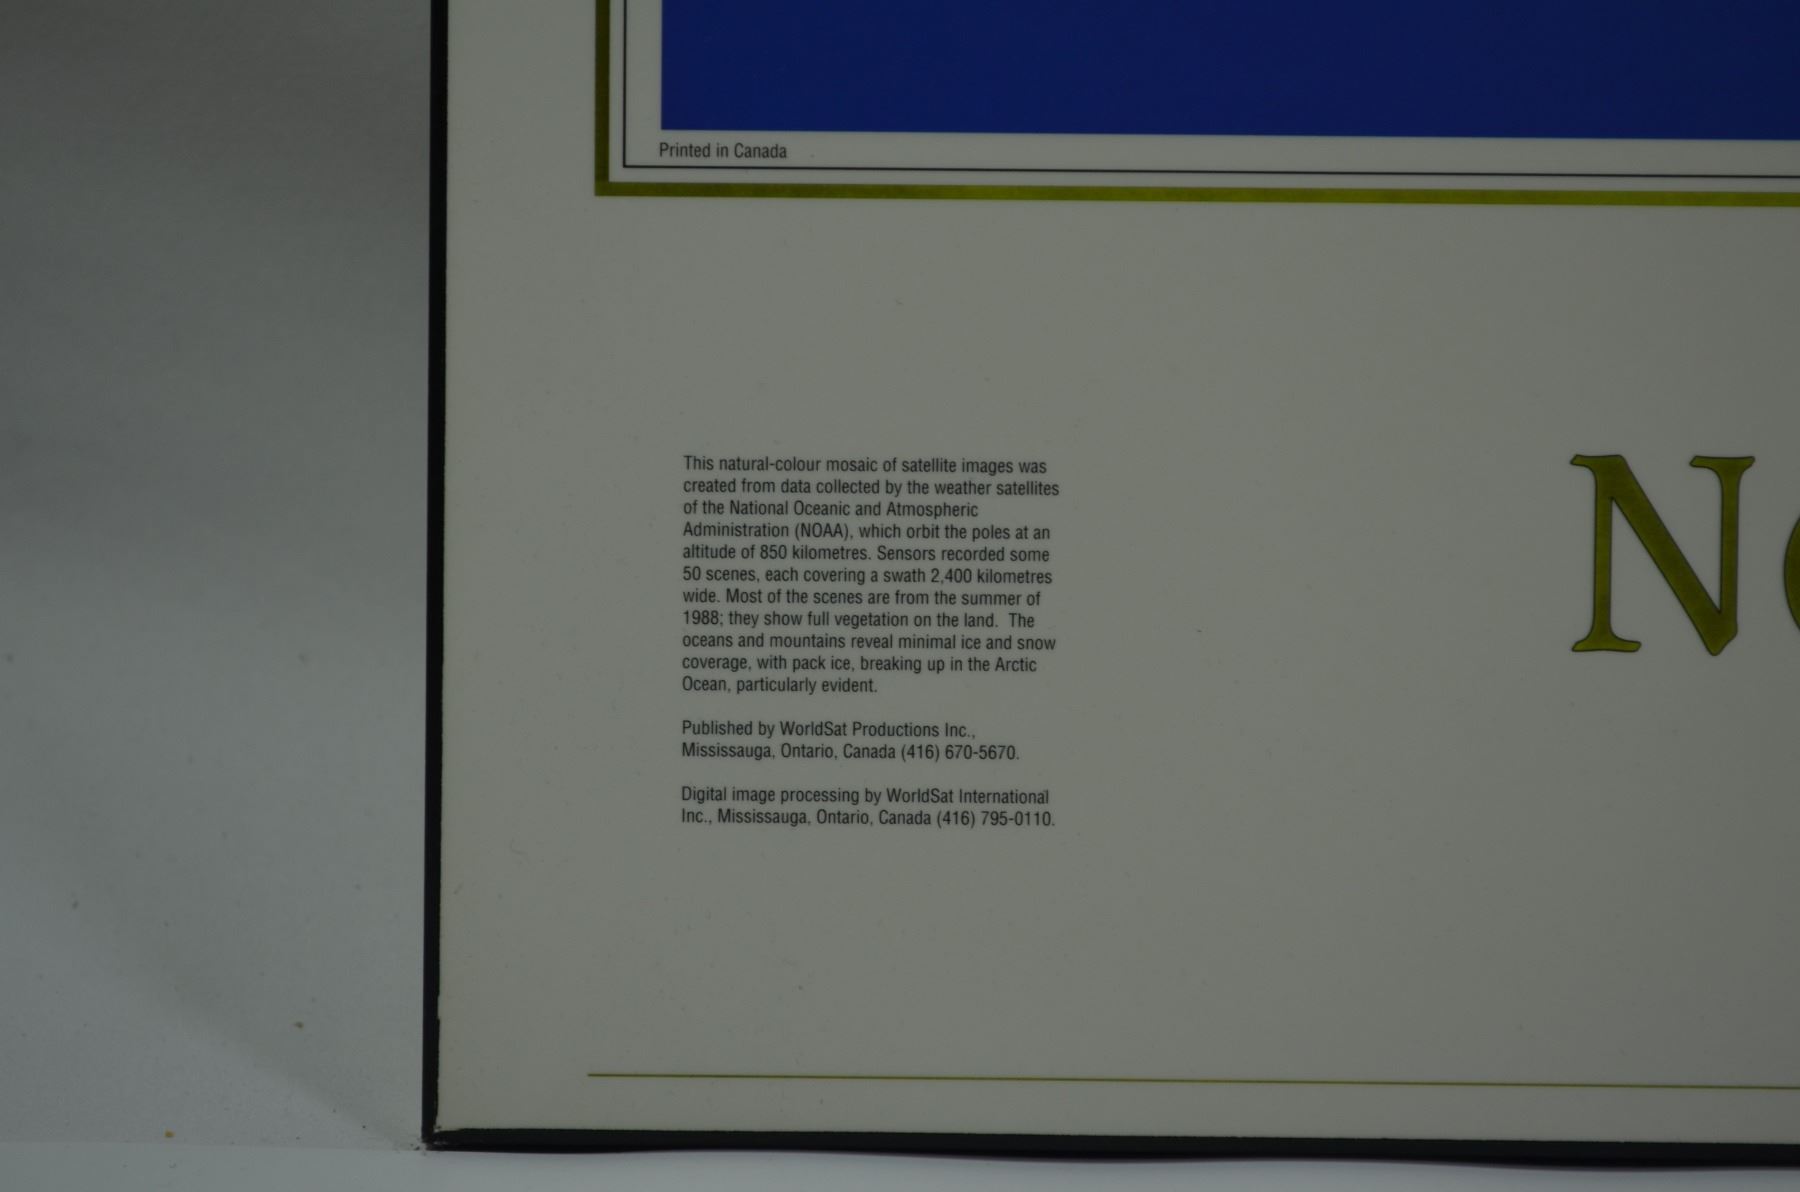 Printed in Canada
This natural-colour mosaic of satellite images was
created from data collected by the weather satellites
of the National Oceanic and Atmospheric
Administration (NOAA), which orbit the poles at an
altitude of 850 kilometres. Sensors recorded some
50 scenes, each covering a swath 2,400 kilometres
wide. Most of the scenes are from the summer of
1988; they show full vegetation on the land. The
oceans and mountains reveal minimal ice and snow
coverage, with pack ice, breaking up in the Arctic
Ocean, particularly evident.
Published by WorldSat Productions Inc.,
Mississauga, Ontario, Canada (416) 670-5670.
Digital image processing by WorldSat International
Inc., Mississauga, Ontario, Canada (416) 795-0110.
N